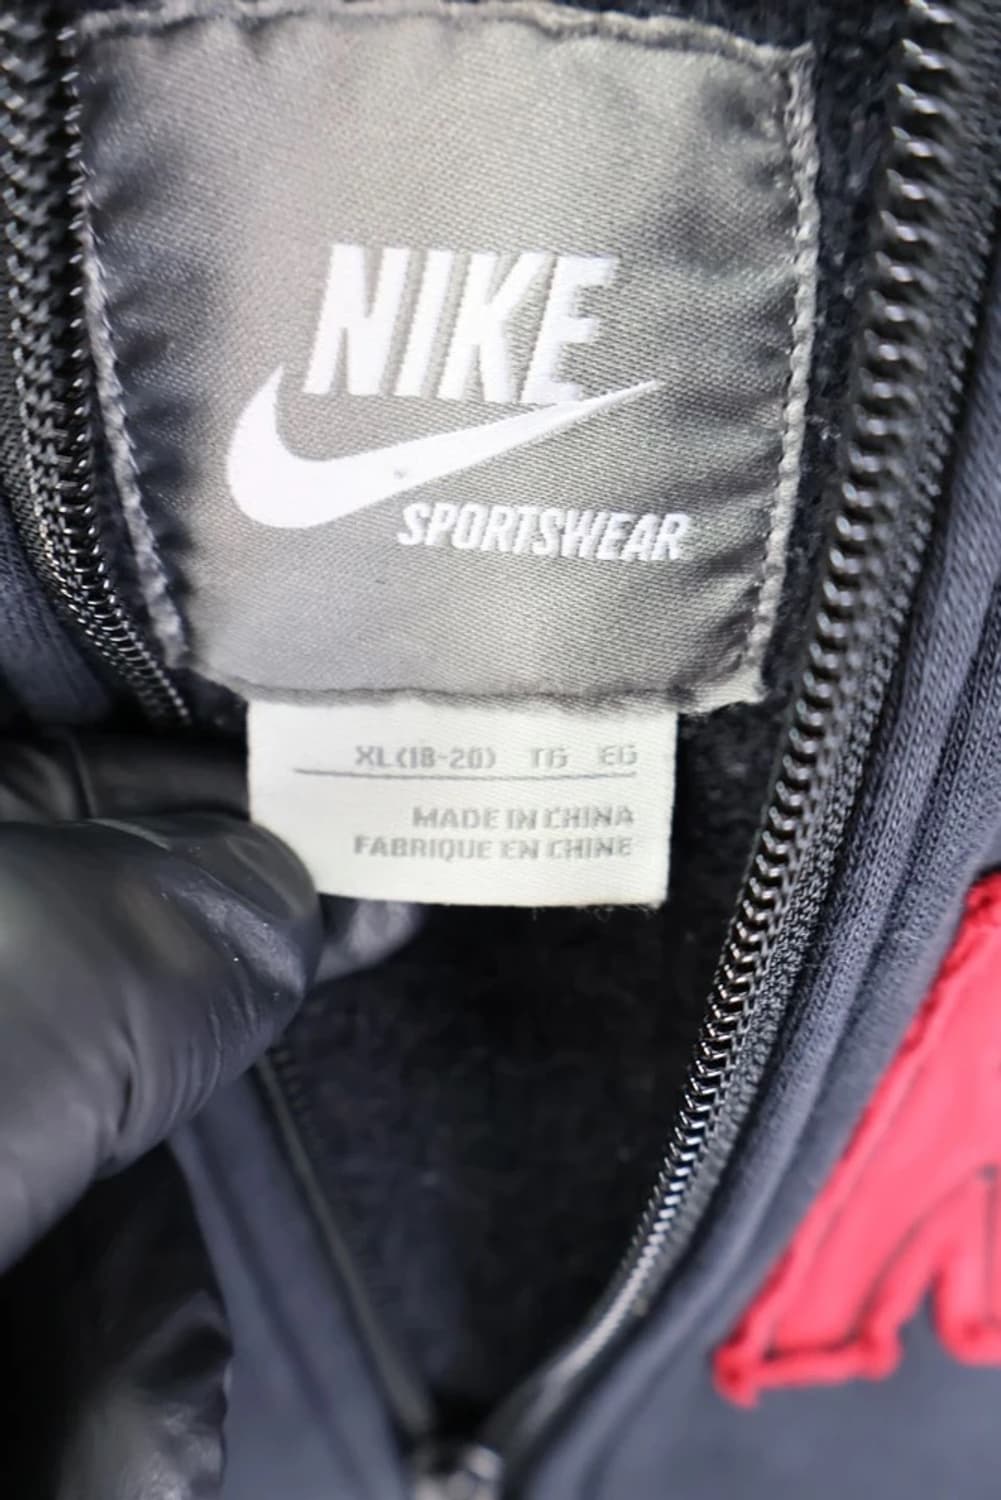 NIKE
SPORTSWEAR
XL(18-20) TG EG
MADE IN CHINA
FABRIQUE EN CHINE